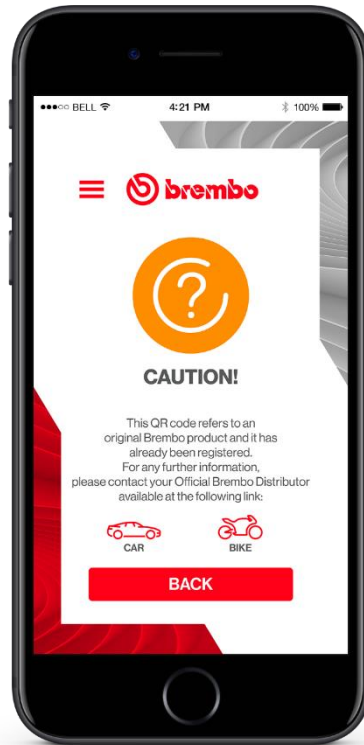 BELL 4:21 PM 100%
brembo
?
CAUTION!
This QR code refers to an
original Brembo product and it has
already been registered.
For any further information,
please contact your Official Brembo Distributor
available at the following link:
CAR BIKE
BACK